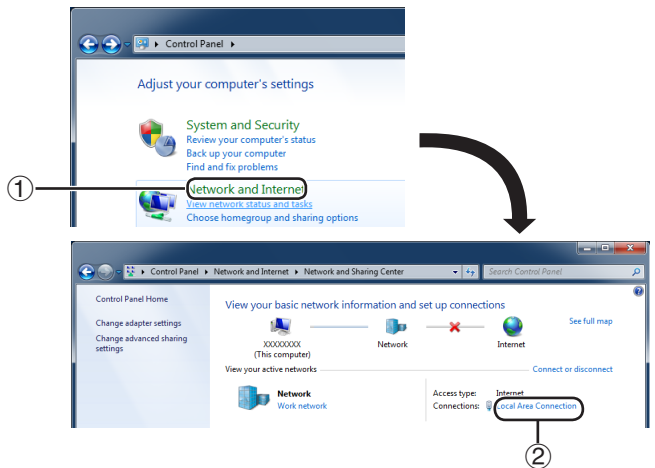 Control Panel
Adjust your computer's settings
System and Security
Review your computer's status
Back up your computer
Find and fix problems
①
Network and Internet
View network status and tasks
Choose homegroup and sharing options
Control Panel Network and Internet Network and Sharing Center Search Control Panel
Control Panel Home
Change adapter settings
Change advanced sharing
settings
View your basic network information and set up connections
See full map
XXXXXXXX Network Internet
(This computer)
View your active networks Connect or disconnect
Network
Work network
Access type: Internet
Connections: Local Area Connection
②